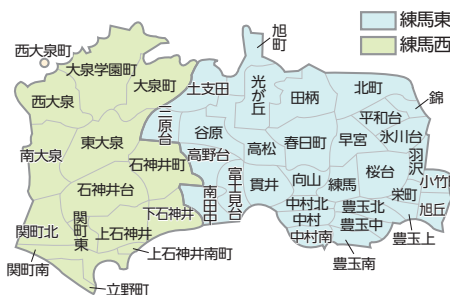 練馬東
練馬西
西大泉町
大泉学園町
大泉町
西大泉
土支田
旭町
光が丘
田柄
北町
錦
平和台
氷川台
羽沢
三原台
谷原
高松
春日町
早宮
南大泉
東大泉
石神井町
高野台
富士見台
貫井
向山
練馬
桜台
小竹町
石神井台
南田中
中村北
中村
中村南
豊玉北
豊玉中
豊玉南
栄町
旭丘
豊玉上
関町北
関町東
下石神井
上石神井
上石神井南町
関町南
立野町